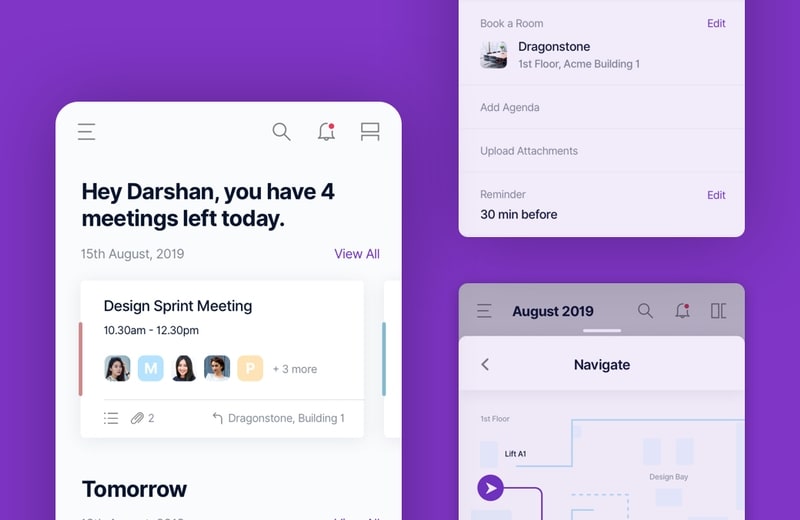 Hey Darshan, you have 4
meetings left today.
15th August, 2019
View All
Design Sprint Meeting
10.30am - 12.30pm
M
P
+ 3 more
2
Dragonstone, Building 1
Tomorrow
View All
Book a Room
Edit
Dragonstone
1st Floor, Acme Building 1
Add Agenda
Upload Attachments
Reminder
Edit
30 min before
August 2019
Navigate
1st Floor
Lift A1
Design Bay